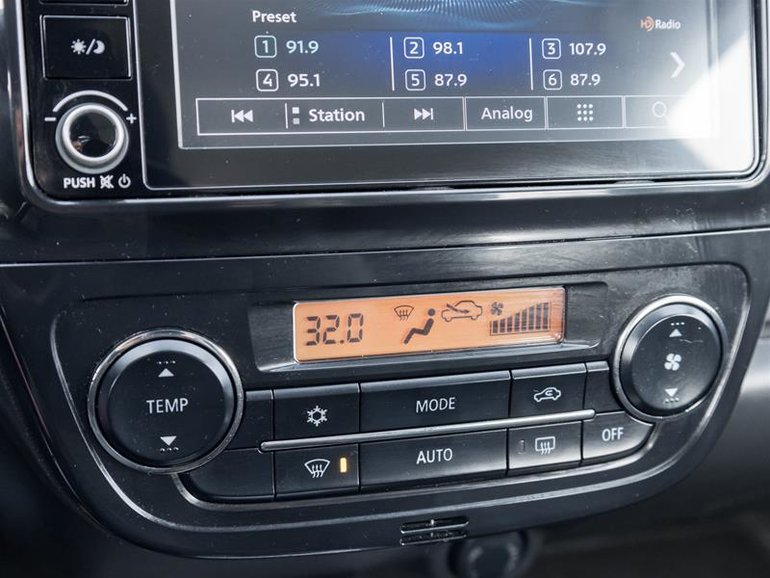 Preset
HD Radio
1 91.9 2 98.1 3 107.9
4 95.1 5 87.9 6 87.9
Station Analog
- +
PUSH
32.0
TEMP
MODE
AUTO
OFF